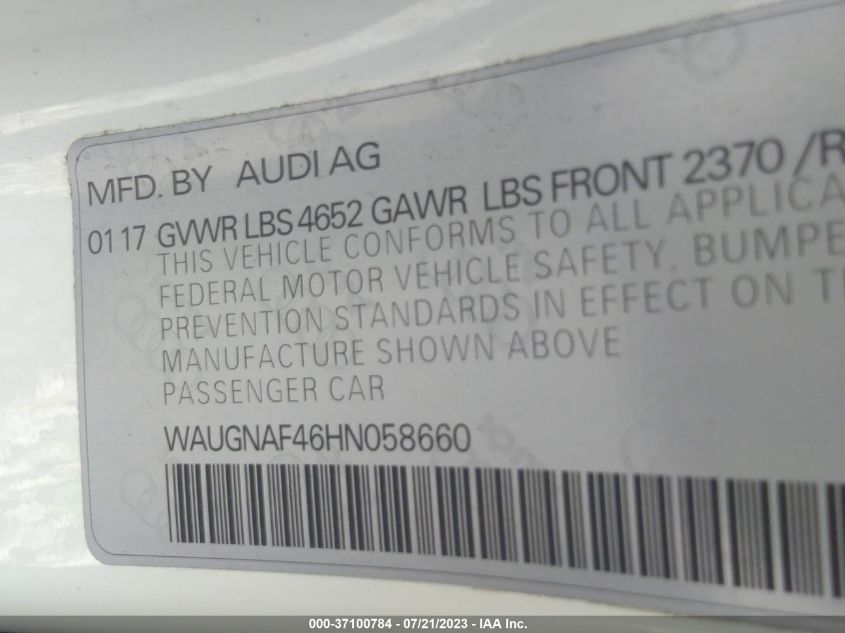 MFD. BY AUDI AG
01 17 GVWR LBS 4652 GAWR LBS FRONT 2370 /R
THIS VEHICLE CONFORMS TO ALL APPLICA
FEDERAL MOTOR VEHICLE SAFETY, BUMPE
PREVENTION STANDARDS IN EFFECT ON T
MANUFACTURE SHOWN ABOVE
PASSENGER CAR
WAUGNAF46HN058660
000-37100784 / 07/21/2023 - IAA Inc.